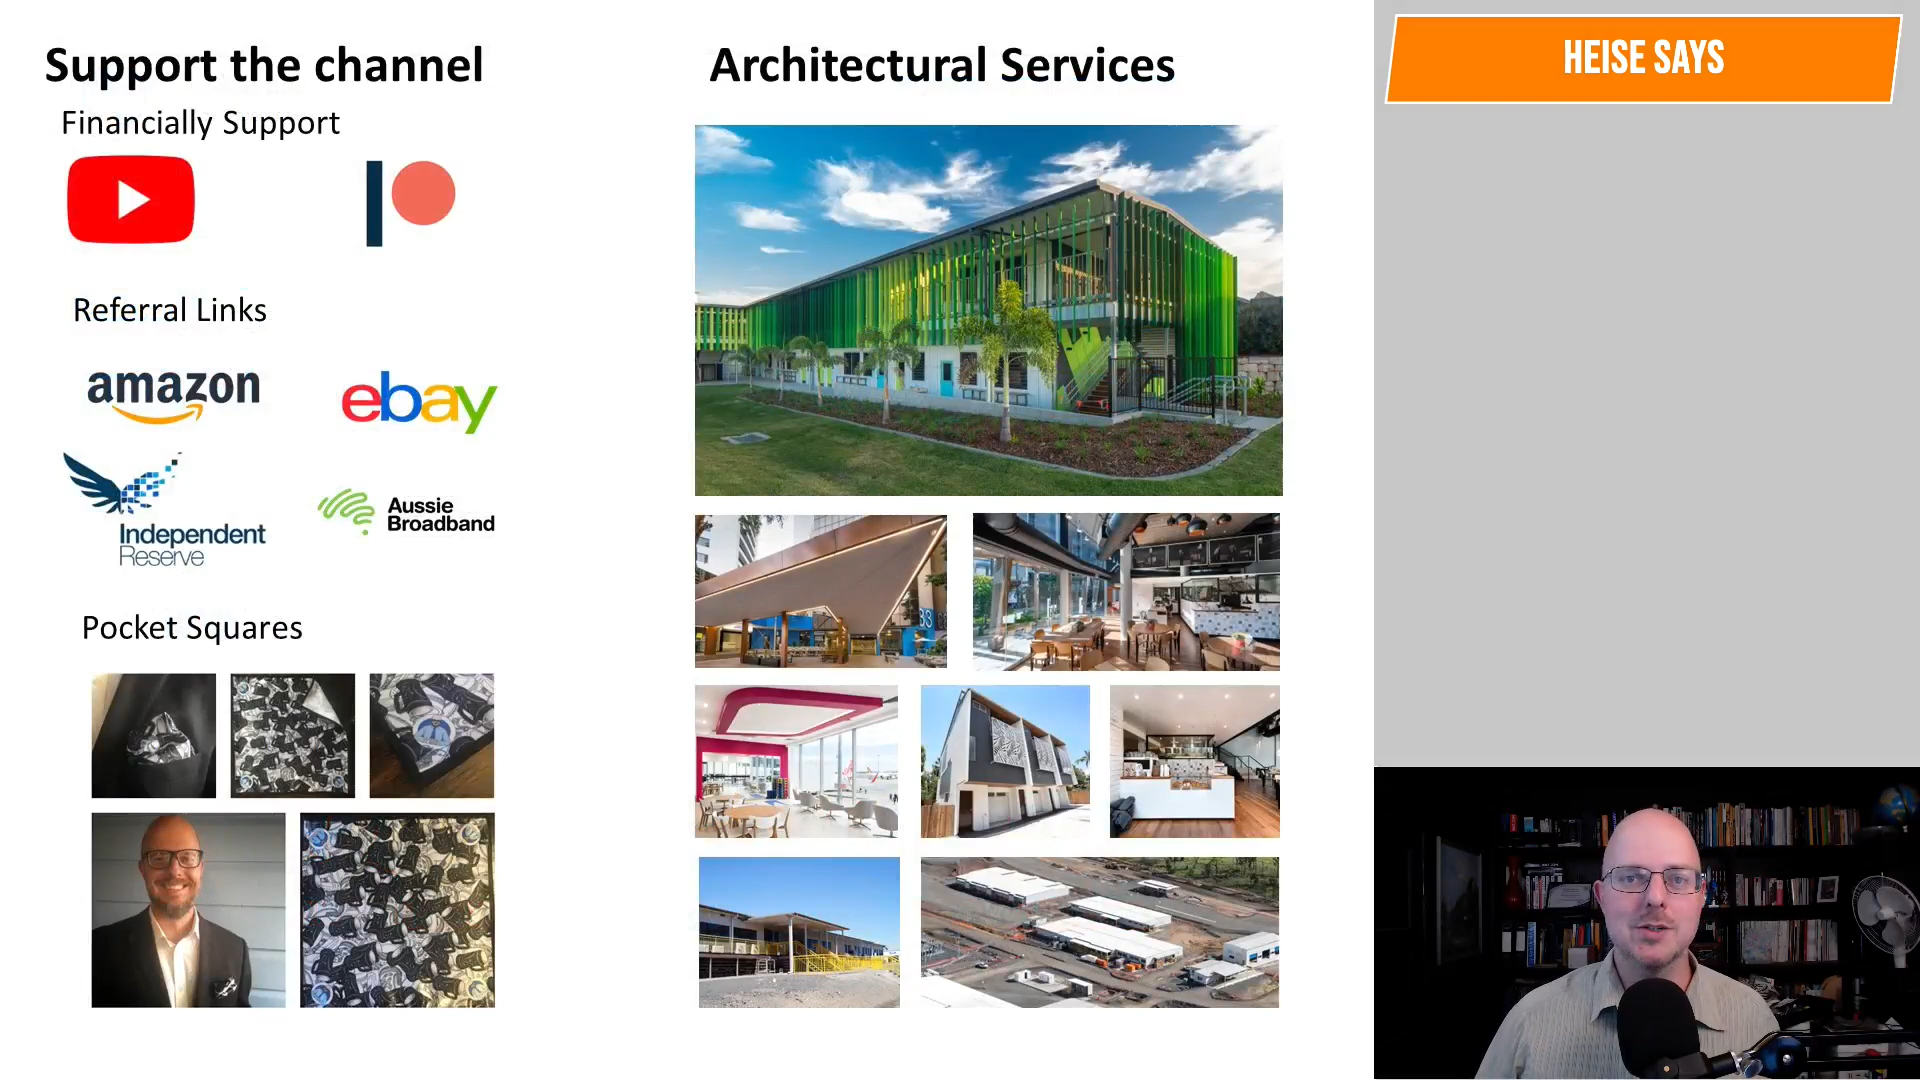 Support the channel
Financially Support
Referral Links
amazon
ebay
Independent
Reserve
Aussie
Broadband
Pocket Squares
Architectural Services
33
HEISE SAYS